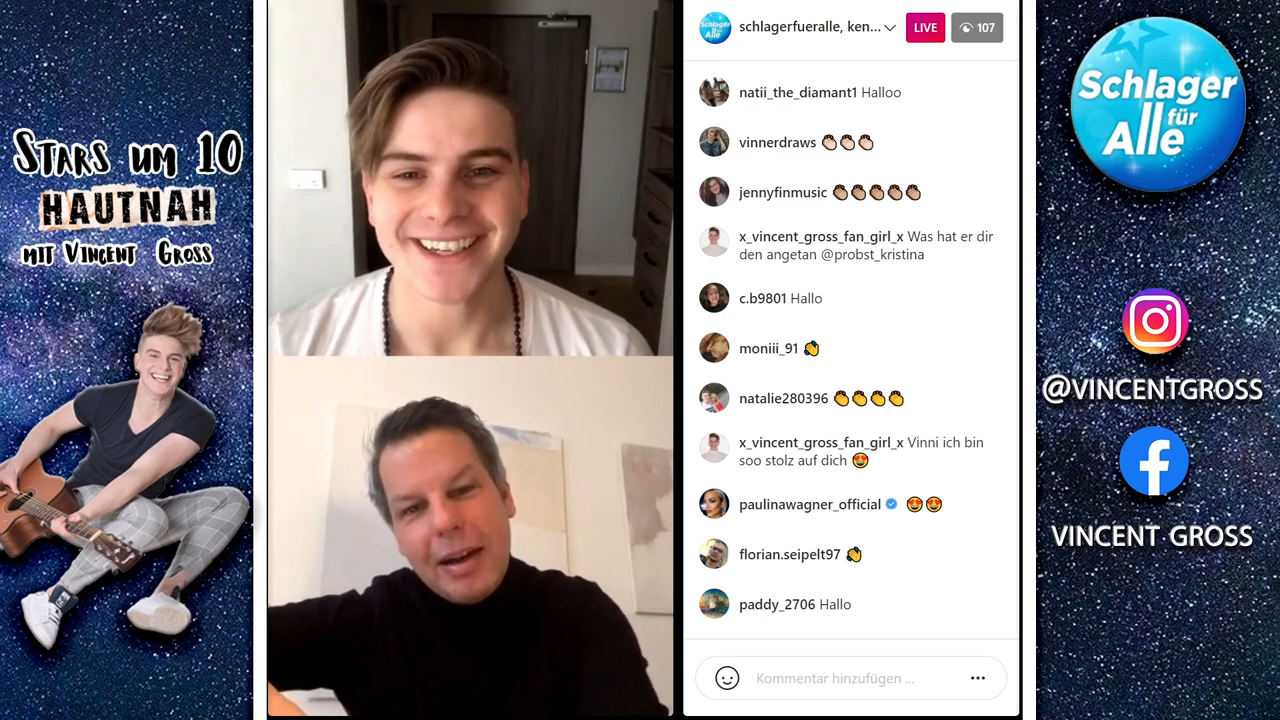 Stars um 10
HAUTNAH
mit Vincent Gross
schlagerfueralle, ken...
LIVE
107
natii_the_diamant1 Halloo
vinnerdraws 👏🏻👏🏻👏🏻
jennyfinmusic 👏🏼👏🏼👏🏼👏🏼👏🏼
x_vincent_gross_fan_girl_x Was hat er dir
den angetan @probst_kristina
c.b9801 Hallo
moniii_91 👏
natalie280396 👏👏👏👏
x_vincent_gross_fan_girl_x Vinni ich bin
soo stolz auf dich 😍
paulinawagner_official 😍😍
florian.seipelt97 👏
paddy_2706 Hallo
Kommentar hinzufügen ...
Schlager
für
Alle
@VINCENTGROSS
VINCENT GROSS